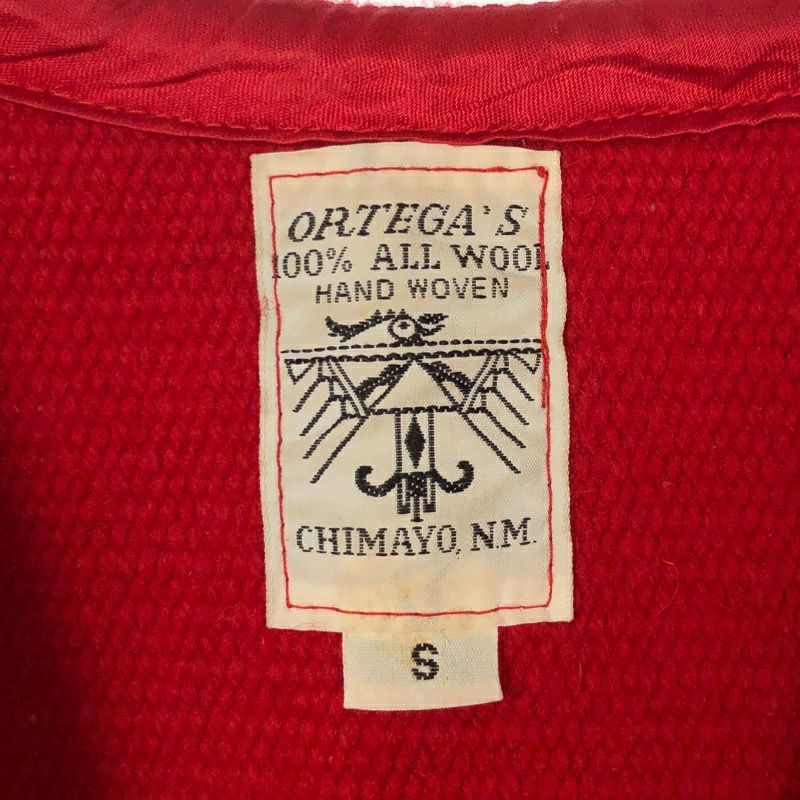 ORTEGA'S
100% ALL WOOL
HAND WOVEN
CHIMAYO, N.M.
S